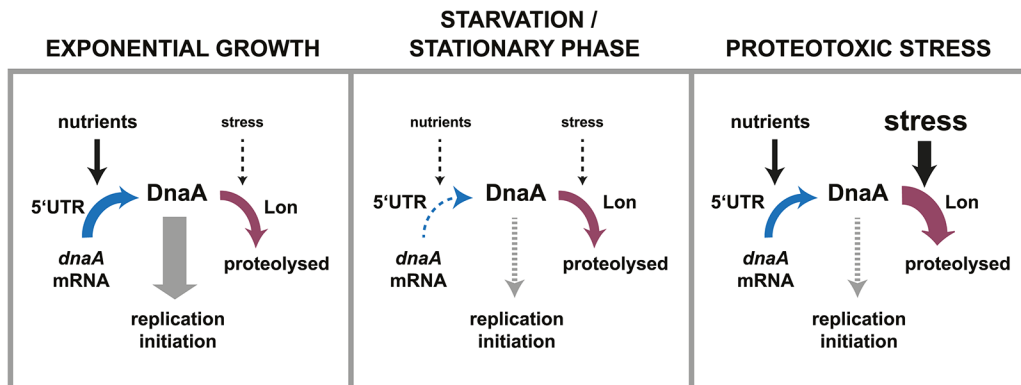 EXPONENTIAL GROWTH
nutrients
stress
5‘UTR
DnaA
Lon
dnaA
mRNA
proteolysed
replication
initiation
STARVATION /
STATIONARY PHASE
nutrients
stress
5‘UTR
DnaA
Lon
dnaA
mRNA
proteolysed
replication
initiation
PROTEOTOXIC STRESS
nutrients
stress
5‘UTR
DnaA
Lon
dnaA
mRNA
proteolysed
replication
initiation